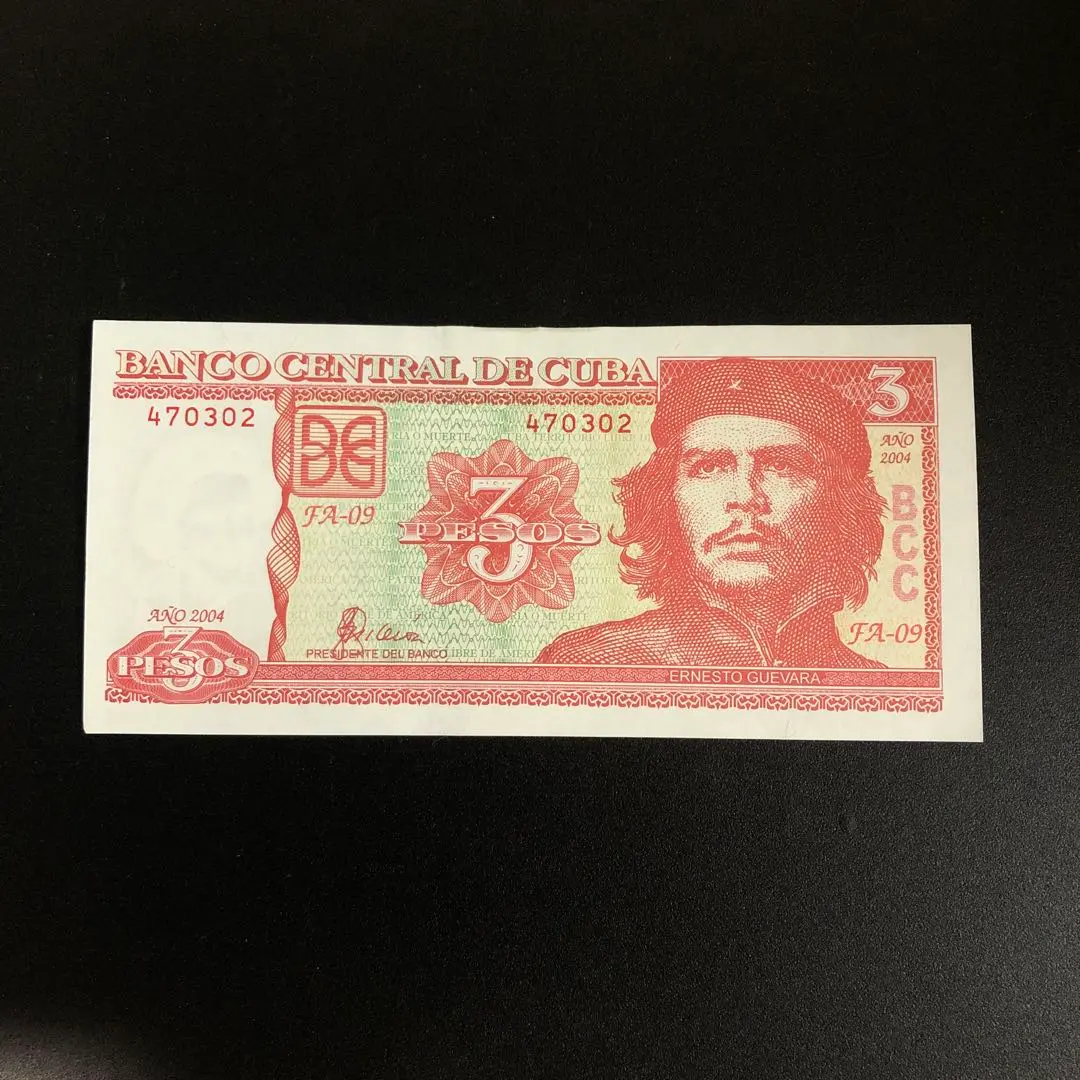 BANCO CENTRAL DE CUBA
3
470302
470302
AÑO
2004
BCC
FA-09
3
PESOS
AÑO 2004
3
PESOS
PRESIDENTE DEL BANCO
FA-09
ERNESTO GUEVARA